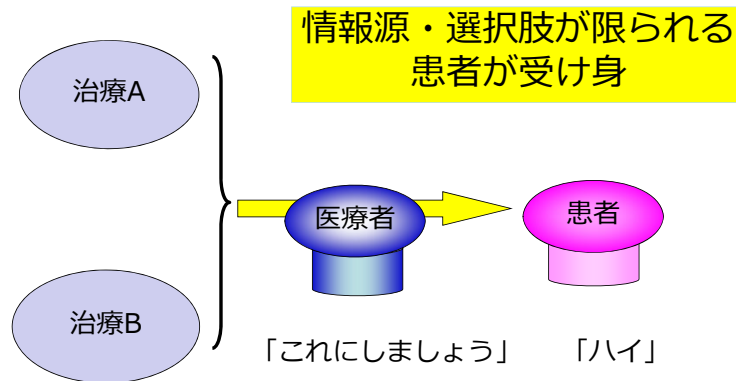 情報源・選択肢が限られる
患者が受け身
治療A
医療者
患者
治療B
「これにしましょう」
「ハイ」